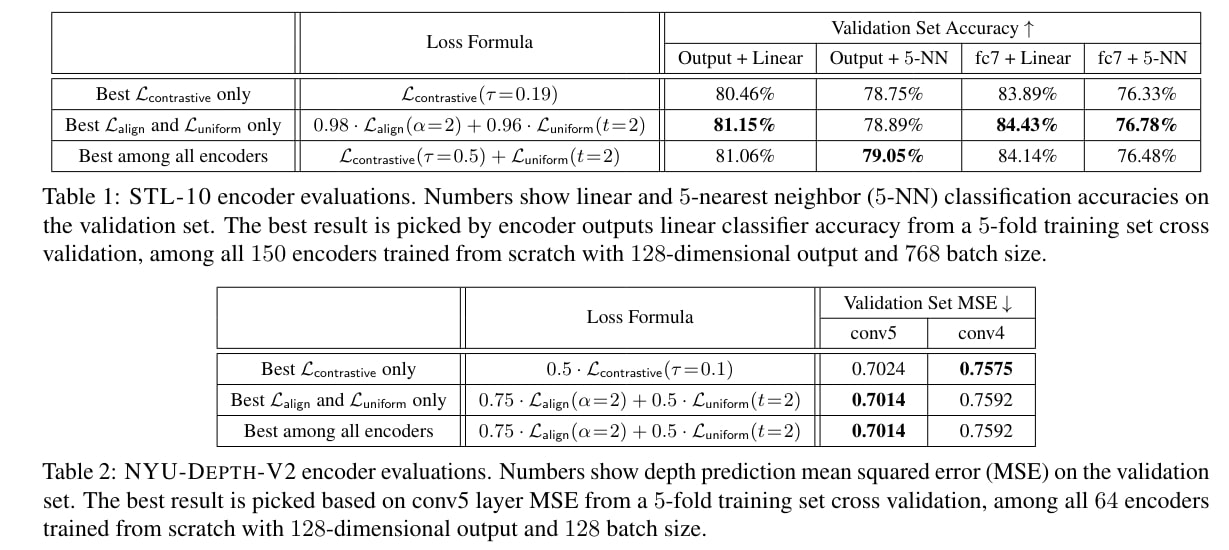 Loss Formula Validation Set Accuracy ↑
Output + Linear Output + 5-NN fc7 + Linear fc7 + 5-NN
Best ℒcontrastive only ℒcontrastive(τ=0.19) 80.46% 78.75% 83.89% 76.33%
Best ℒalign and ℒuniform only 0.98 · ℒalign(α=2) + 0.96 · ℒuniform(t=2) 81.15% 78.89% 84.43% 76.78%
Best among all encoders ℒcontrastive(τ=0.5) + ℒuniform(t=2) 81.06% 79.05% 84.14% 76.48%
Table 1: STL-10 encoder evaluations. Numbers show linear and 5-nearest neighbor (5-NN) classification accuracies on
the validation set. The best result is picked by encoder outputs linear classifier accuracy from a 5-fold training set cross
validation, among all 150 encoders trained from scratch with 128-dimensional output and 768 batch size.
Loss Formula Validation Set MSE ↓
conv5 conv4
Best ℒcontrastive only 0.5 · ℒcontrastive(τ=0.1) 0.7024 0.7575
Best ℒalign and ℒuniform only 0.75 · ℒalign(α=2) + 0.5 · ℒuniform(t=2) 0.7014 0.7592
Best among all encoders 0.75 · ℒalign(α=2) + 0.5 · ℒuniform(t=2) 0.7014 0.7592
Table 2: NYU-DEPTH-V2 encoder evaluations. Numbers show depth prediction mean squared error (MSE) on the validation
set. The best result is picked based on conv5 layer MSE from a 5-fold training set cross validation, among all 64 encoders
trained from scratch with 128-dimensional output and 128 batch size.